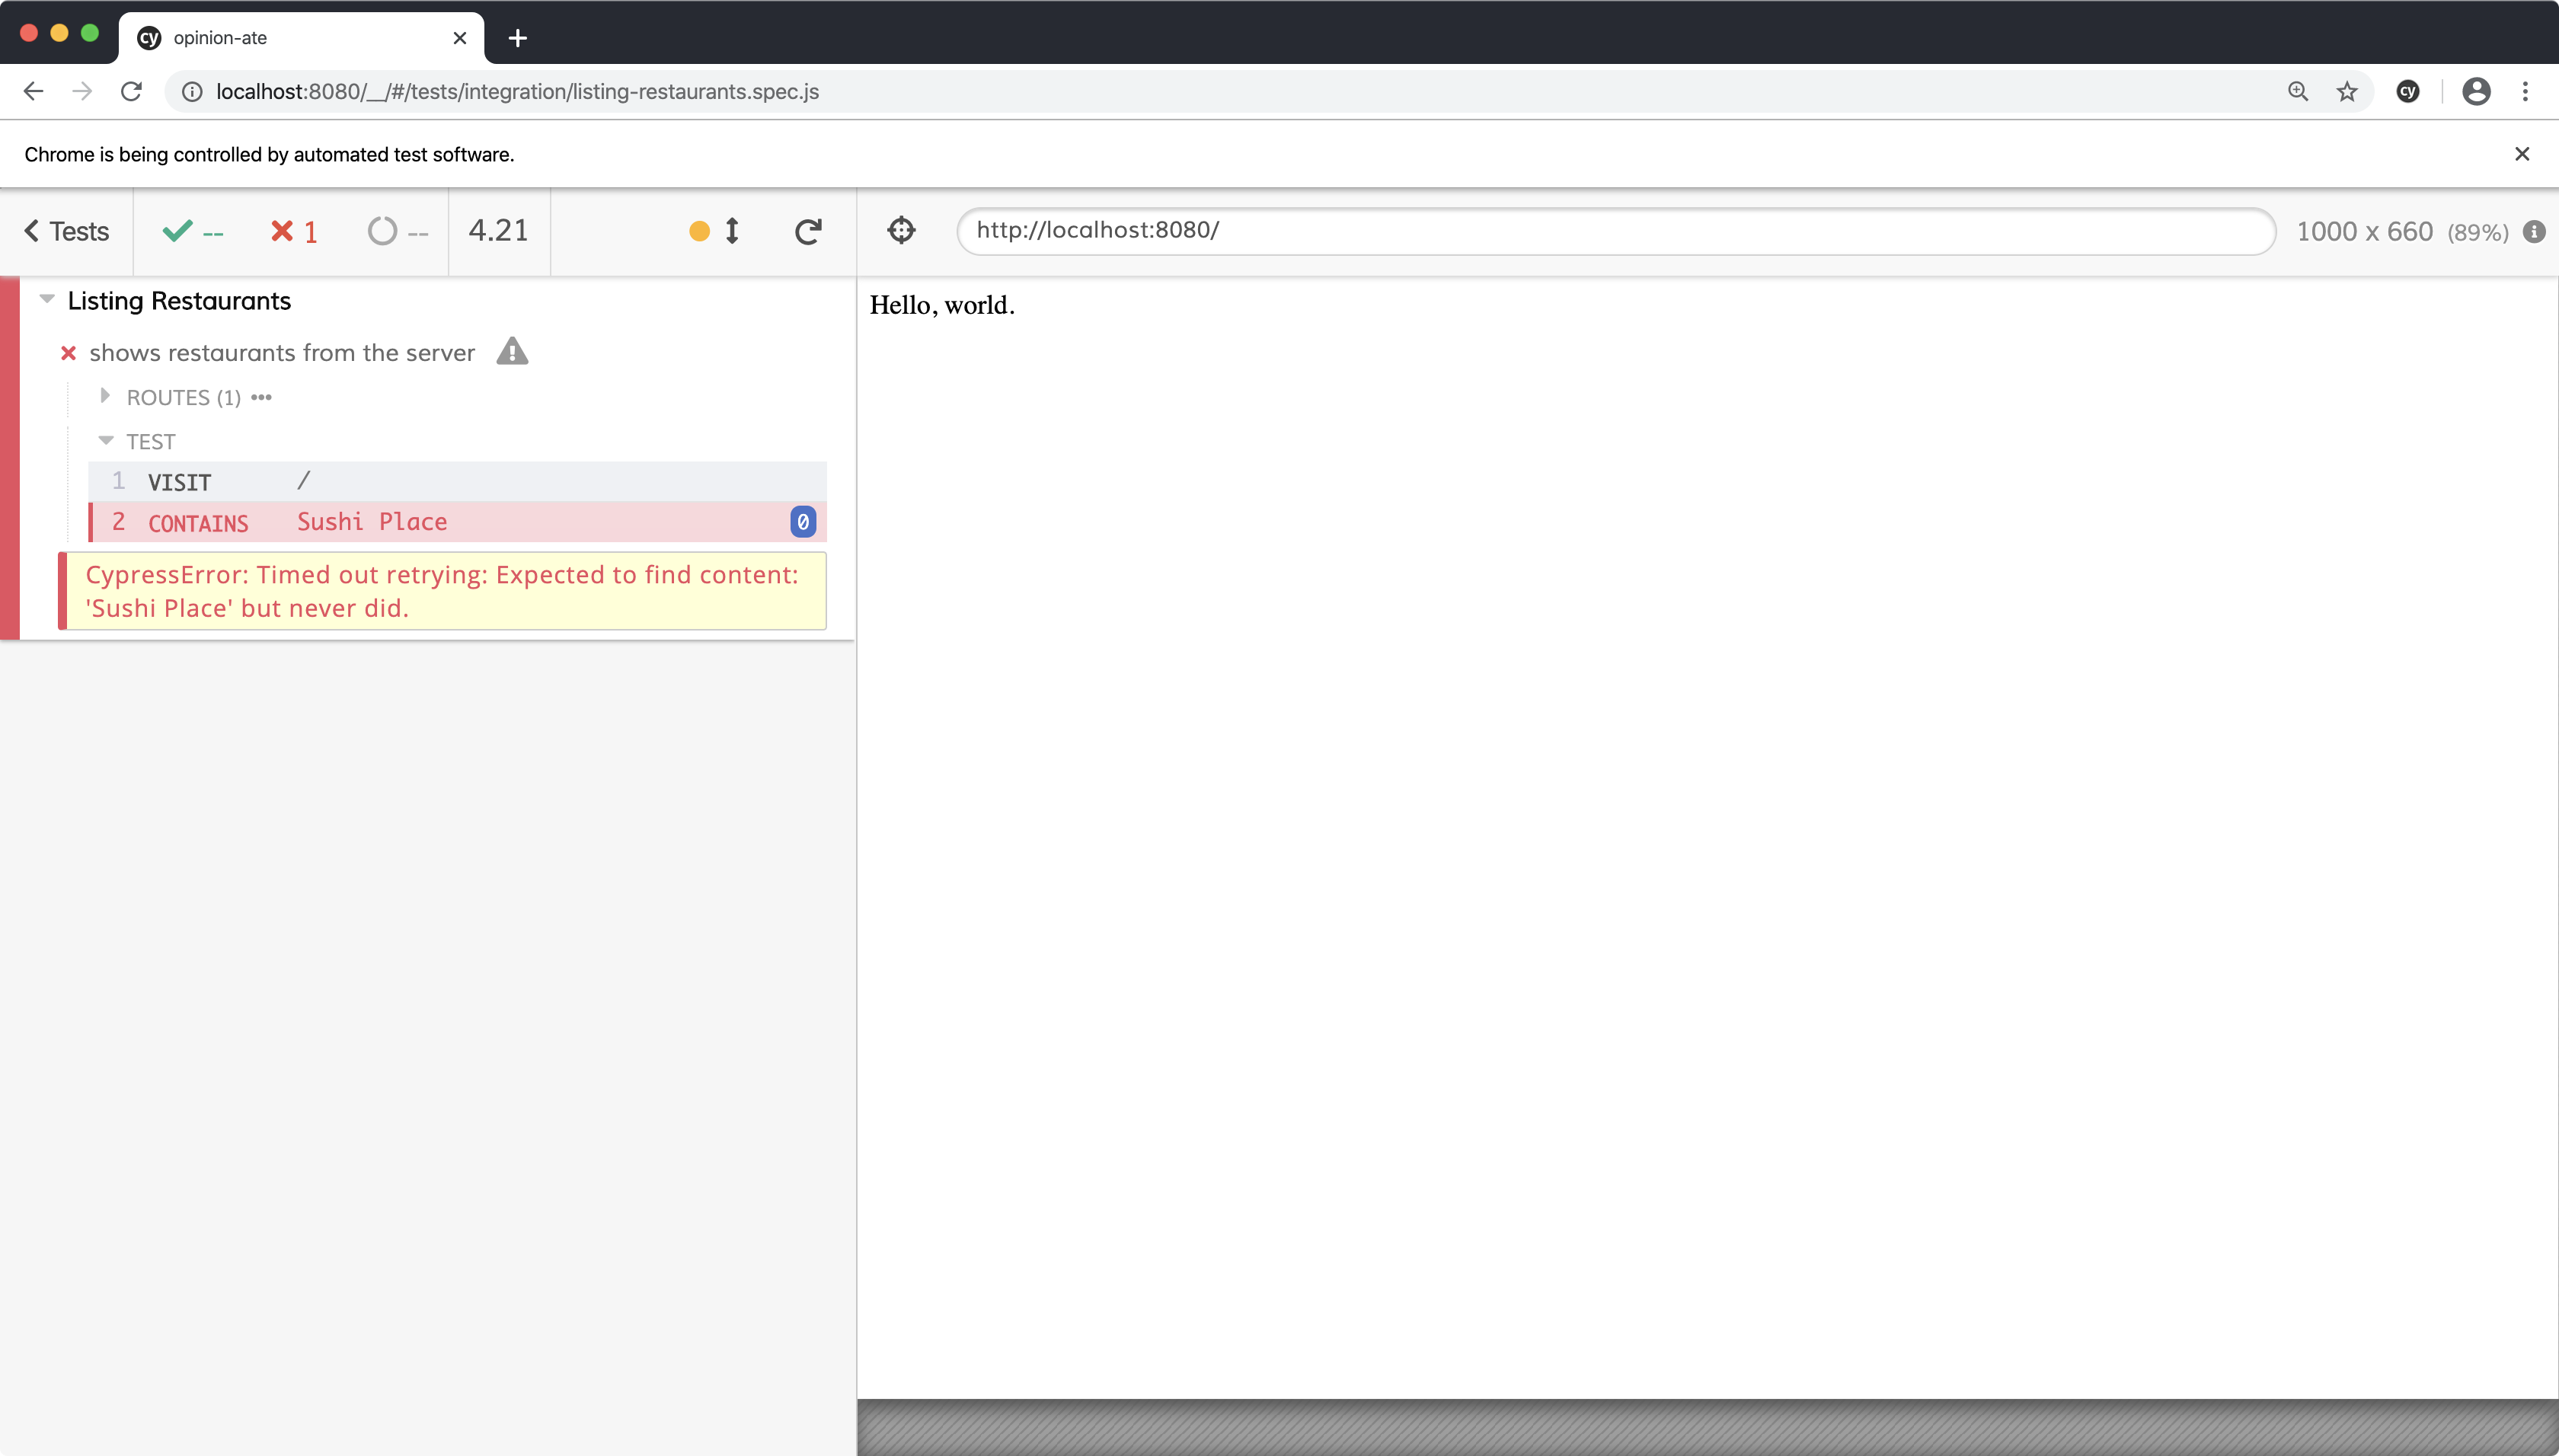 cy opinion-ate
localhost:8080/__/#/tests/integration/listing-restaurants.spec.js cy
Chrome is being controlled by automated test software.
Tests -- 1 -- 4.21 http://localhost:8080/ 1000 x 660 (89%)
Listing Restaurants
shows restaurants from the server
ROUTES (1)
TEST
1 VISIT /
2 CONTAINS Sushi Place 0
CypressError: Timed out retrying: Expected to find content:
'Sushi Place' but never did.
Hello, world.